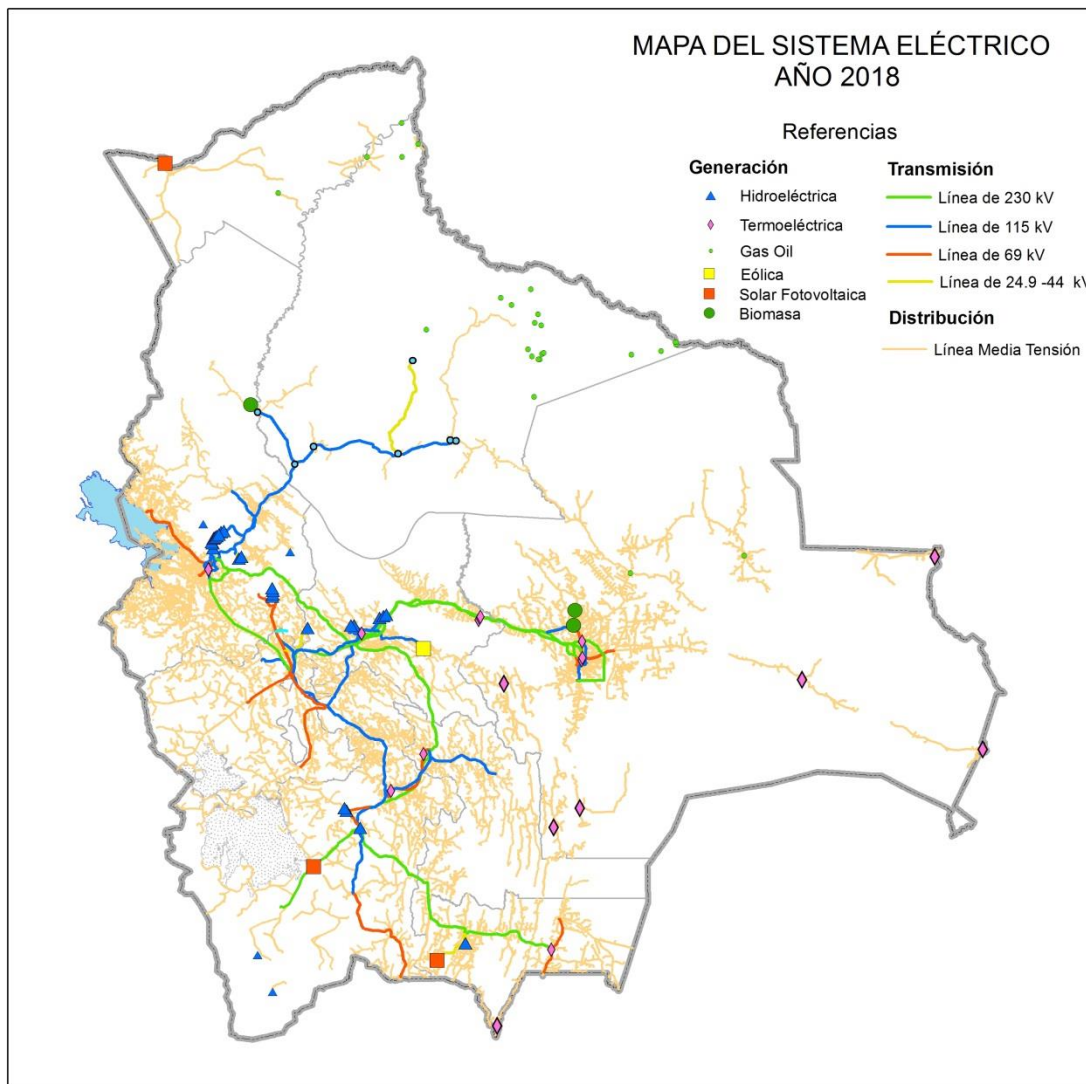 MAPA DEL SISTEMA ELÉCTRICO
AÑO 2018
Referencias
Generación
Hidroeléctrica
Termoeléctrica
Gas Oil
Eólica
Solar Fotovoltaica
Biomasa
Transmisión
Línea de 230 kV
Línea de 115 kV
Línea de 69 kV
Línea de 24.9 -44 kV
Distribución
Línea Media Tensión